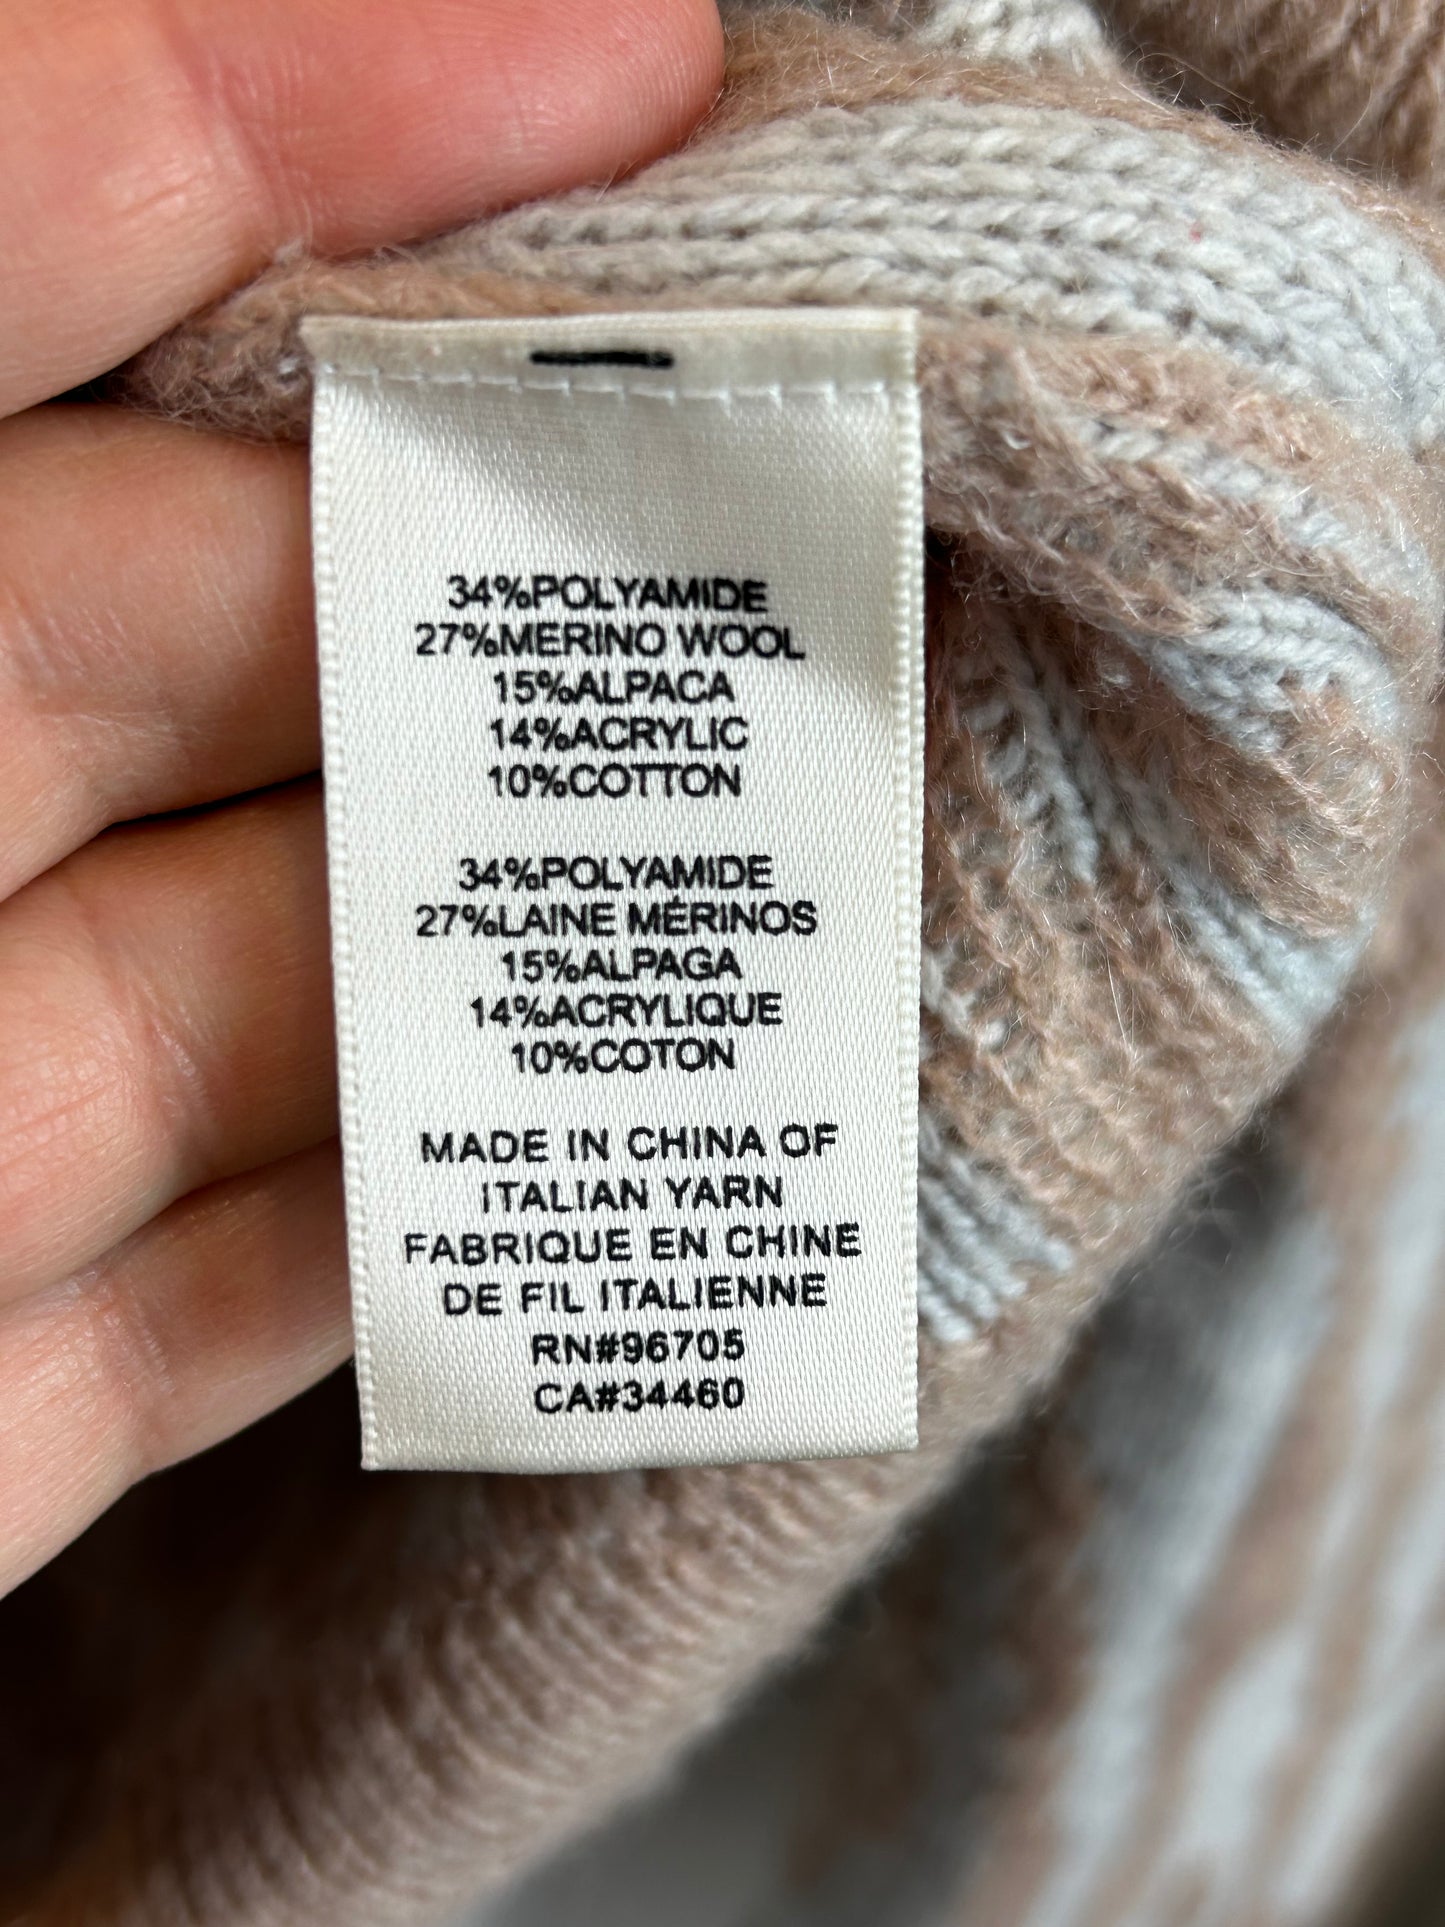 34%POLYAMIDE
27%MERINO WOOL
15%ALPACA
14%ACRYLIC
10%COTTON
34%POLYAMIDE
27%LAINE MÉRINOS
15%ALPAGA
14%ACRYLIQUE
10%COTON
MADE IN CHINA OF
ITALIAN YARN
FABRIQUE EN CHINE
DE FIL ITALIENNE
RN#96705
CA#34460